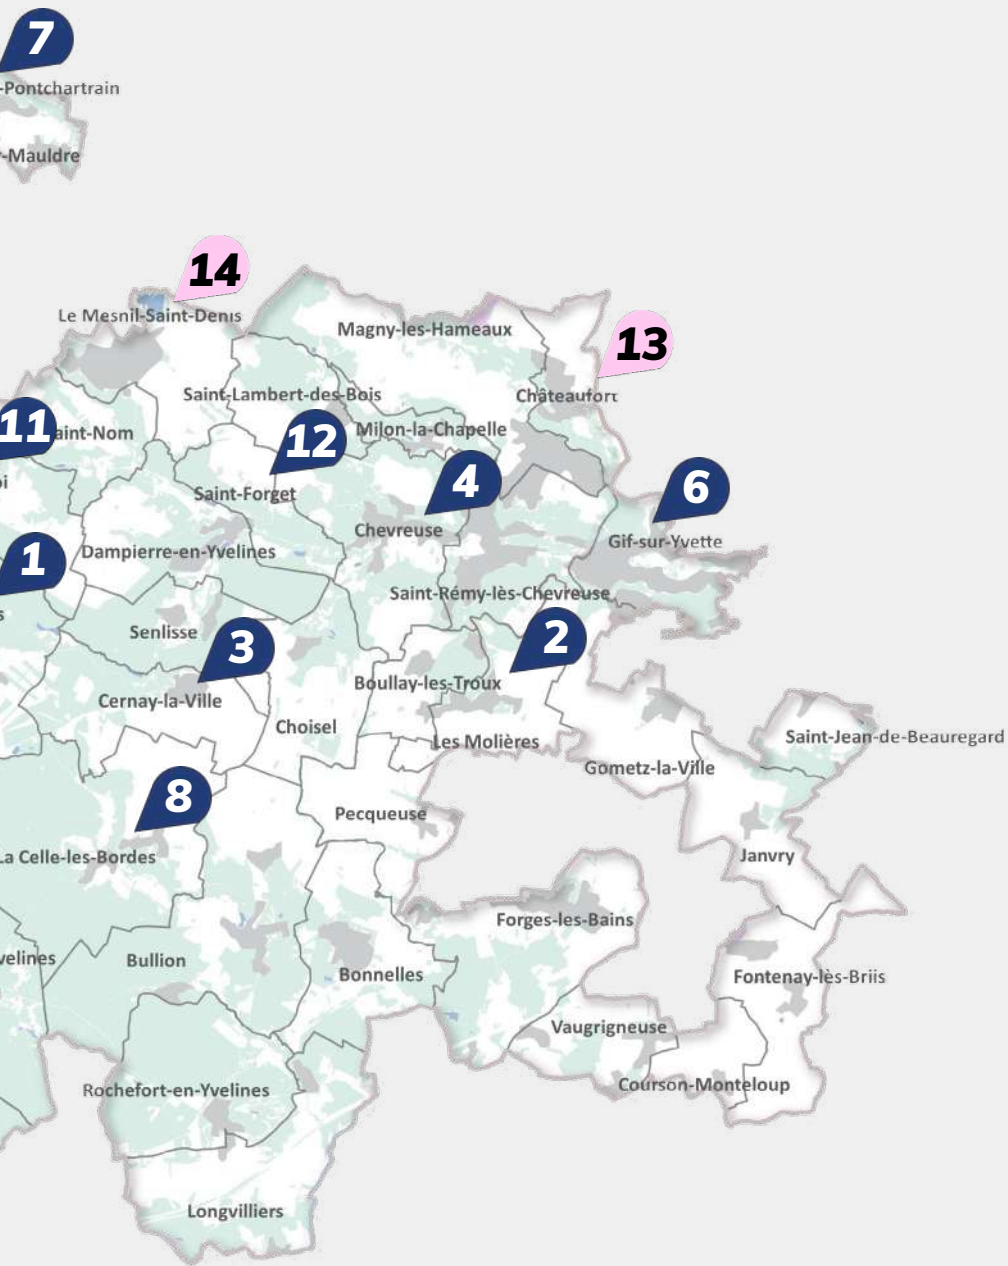 7
-Pontchartrain
-Mauldre
14
Le Mesnil-Saint-Denis
Magny-les-Hameaux
13
Saint-Lambert-des-Bois
Châteaufort
11
aint-Nom
12
Milon-la-Chapelle
4
oi
Saint-Forget
6
Chevreuse
Gif-sur-Yvette
1
Dampierre-en-Yvelines
Saint-Rémy-lès-Chevreuse
s
Senlisse
3
2
Boullay-les-Troux
Cernay-la-Ville
Choisel
Saint-Jean-de-Beauregard
Les Molières
Gometz-la-Ville
8
Pecqueuse
La Celle-les-Bordes
Janvry
Forges-les-Bains
velines
Bullion
Bonnelles
Fontenay-lès-Briis
Vaugrigneuse
Courson-Monteloup
Rochefort-en-Yvelines
Longvilliers